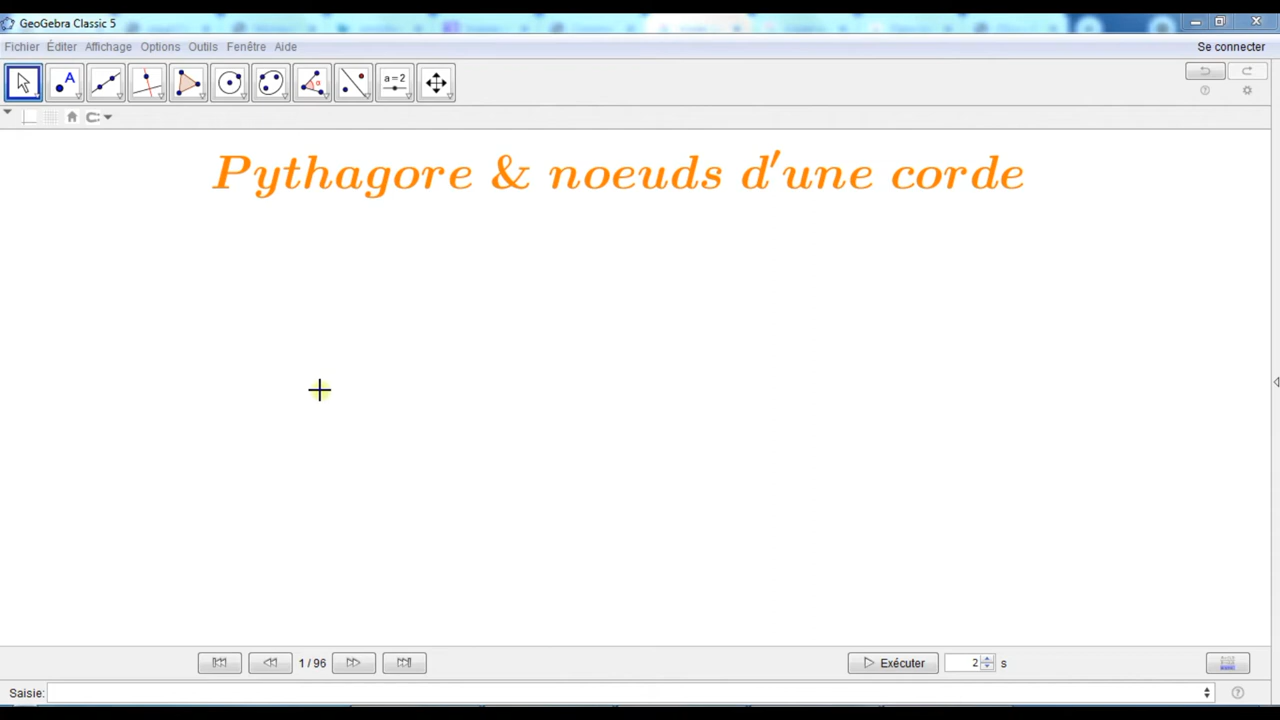 GeoGebra Classic 5
Fichier Éditer Affichage Options Outils Fenêtre Aide
Se connecter
A
α
a=2
Pythagore & noeuds d'une corde
1 / 96
Exécuter
2 s
Saisie: